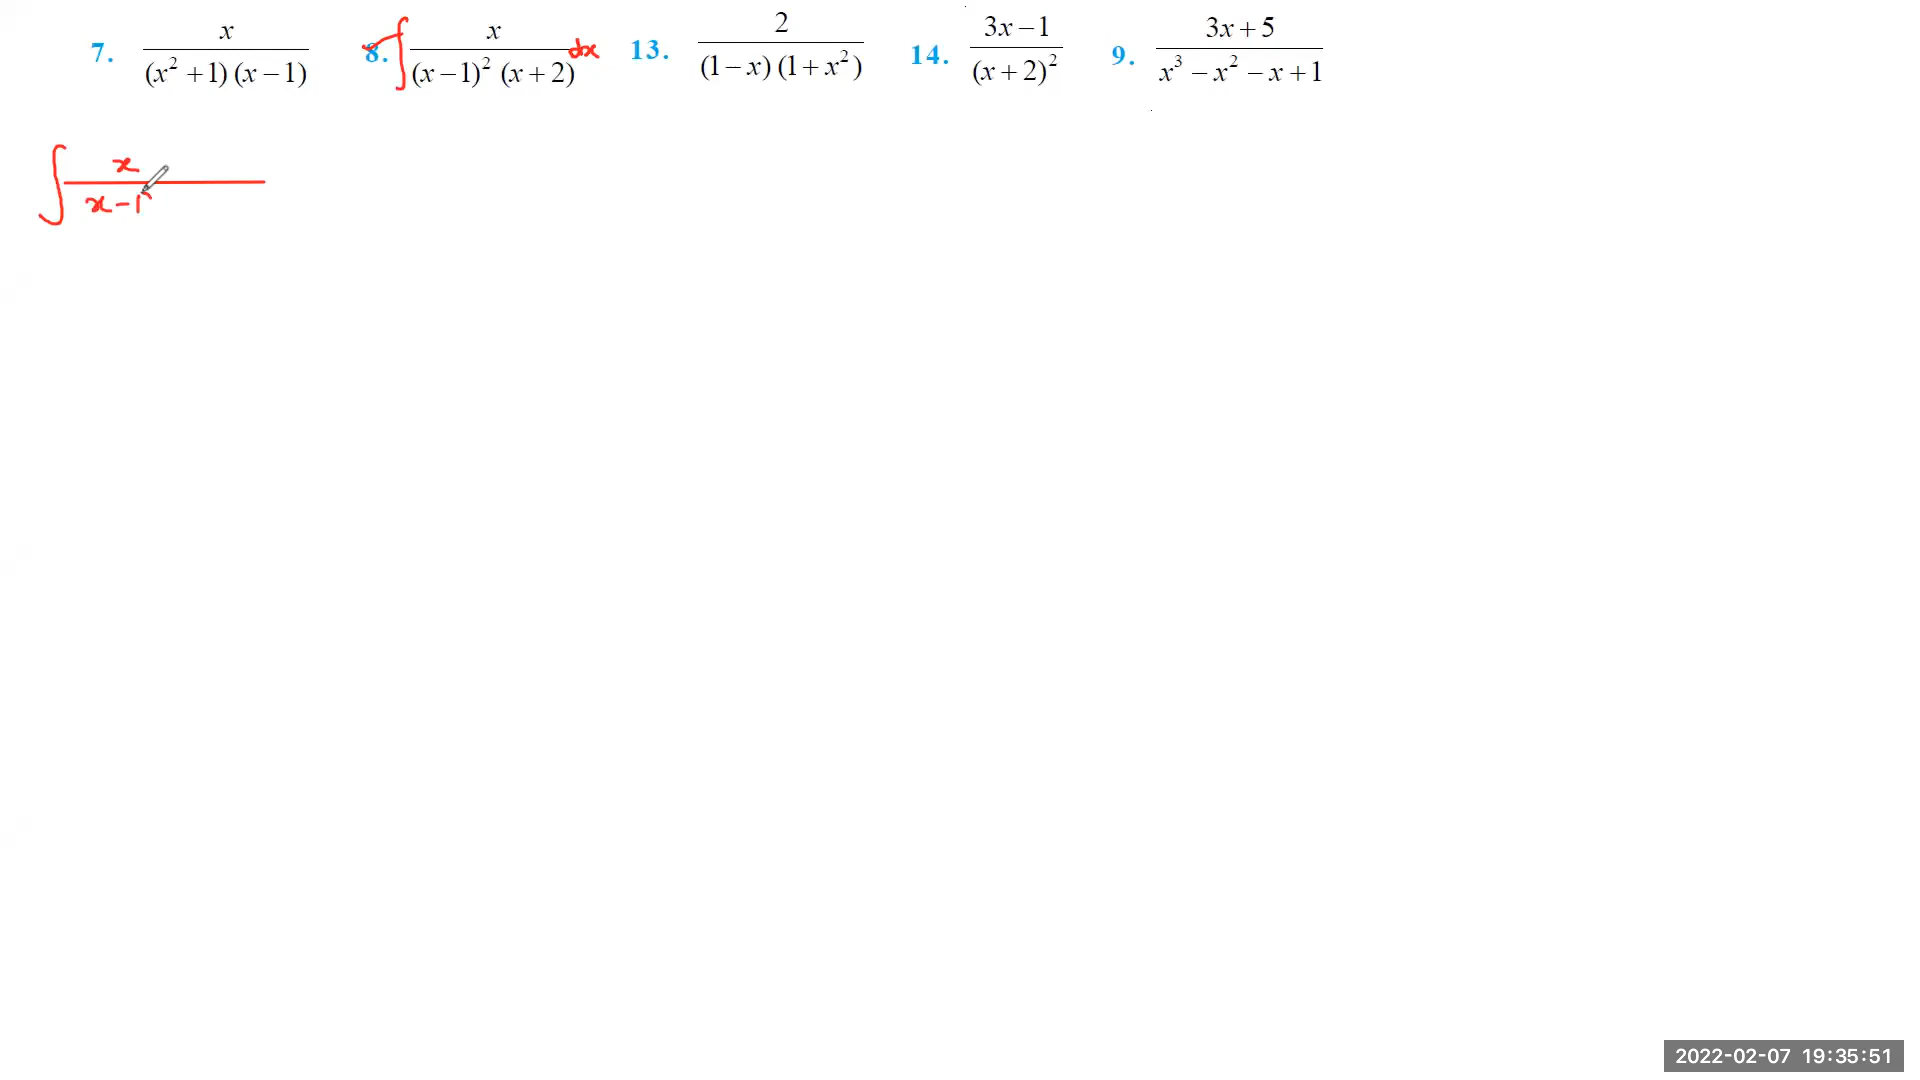 7. x/((x² + 1) (x − 1)) 8. ∫ x/((x − 1)² (x + 2)) dx 13. 2/((1 − x) (1 + x²)) 14. (3x − 1)/((x + 2)²) 9. (3x + 5)/(x³ − x² − x + 1)
∫ x/(x − 1
2022-02-07 19:35:51